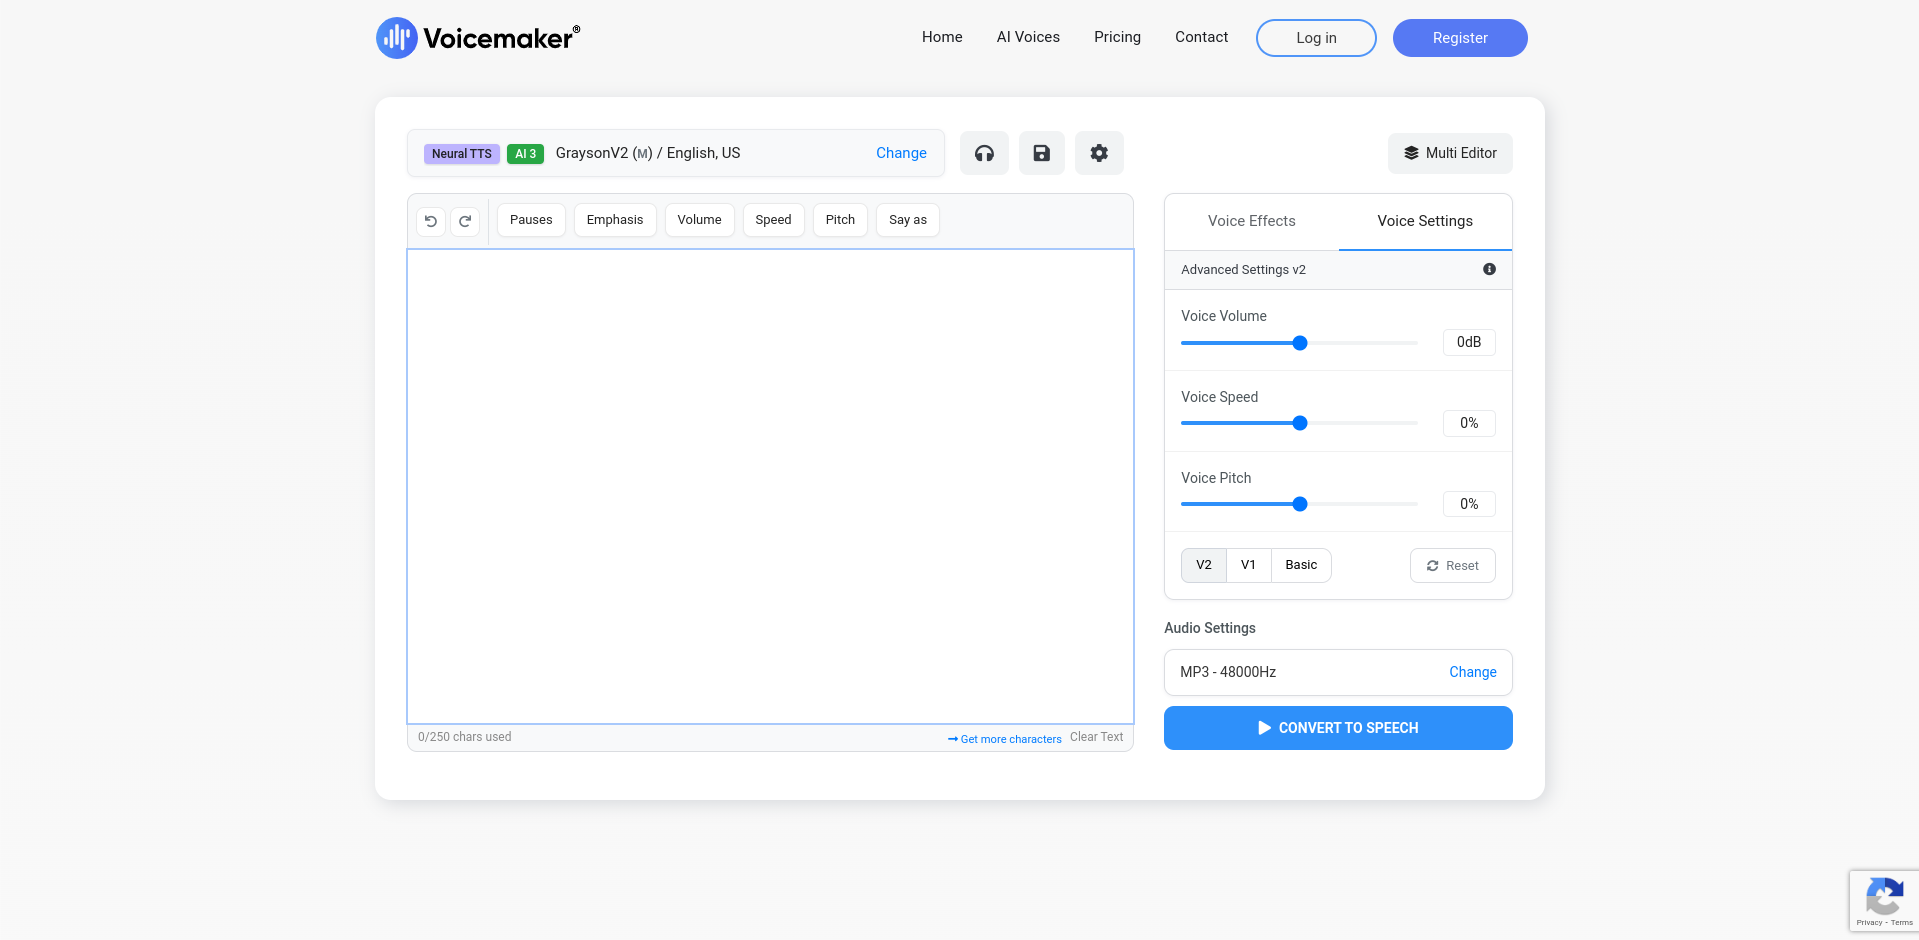 Voicemaker®
Home AI Voices Pricing Contact Log in Register
Neural TTS AI 3 GraysonV2 (M) / English, US Change
Multi Editor
Pauses Emphasis Volume Speed Pitch Say as
Voice Effects Voice Settings
Advanced Settings v2
Voice Volume
0dB
Voice Speed
0%
Voice Pitch
0%
V2 V1 Basic Reset
Audio Settings
MP3 - 48000Hz Change
CONVERT TO SPEECH
0/250 chars used Get more characters Clear Text
Privacy - Terms